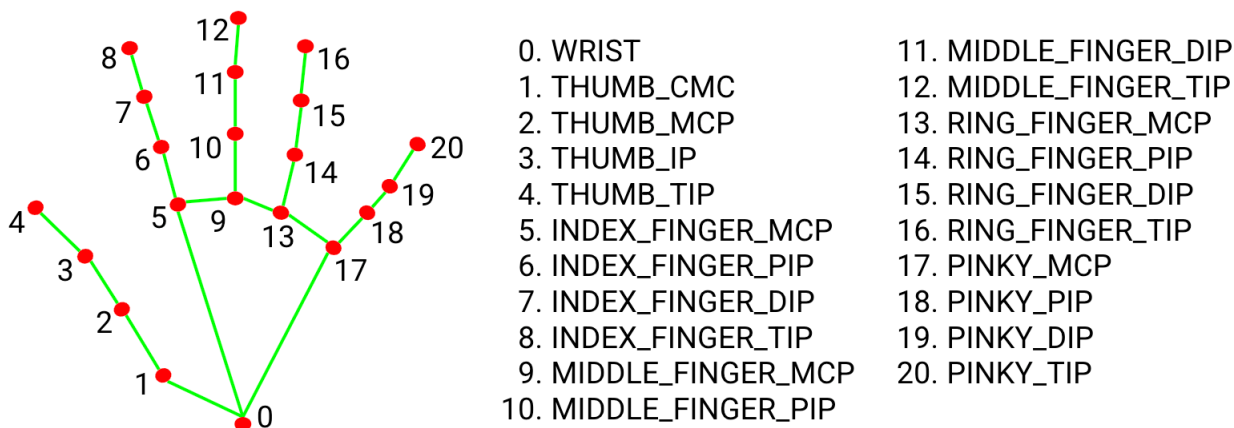 12
8
16
11
7
15
10
6
20
14
19
4
5
9
13
18
3
17
2
1
0
0. WRIST
1. THUMB_CMC
2. THUMB_MCP
3. THUMB_IP
4. THUMB_TIP
5. INDEX_FINGER_MCP
6. INDEX_FINGER_PIP
7. INDEX_FINGER_DIP
8. INDEX_FINGER_TIP
9. MIDDLE_FINGER_MCP
10. MIDDLE_FINGER_PIP
11. MIDDLE_FINGER_DIP
12. MIDDLE_FINGER_TIP
13. RING_FINGER_MCP
14. RING_FINGER_PIP
15. RING_FINGER_DIP
16. RING_FINGER_TIP
17. PINKY_MCP
18. PINKY_PIP
19. PINKY_DIP
20. PINKY_TIP